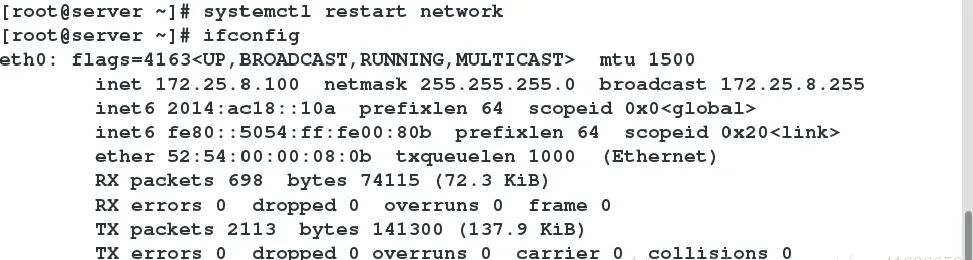 [root@server ~]# systemctl restart network
[root@server ~]# ifconfig
eth0: flags=4163<UP,BROADCAST,RUNNING,MULTICAST>  mtu 1500
inet 172.25.8.100  netmask 255.255.255.0  broadcast 172.25.8.255
inet6 2014:ac18::10a  prefixlen 64  scopeid 0x0<global>
inet6 fe80::5054:ff:fe00:80b  prefixlen 64  scopeid 0x20<link>
ether 52:54:00:00:08:0b  txqueuelen 1000  (Ethernet)
RX packets 698  bytes 74115 (72.3 KiB)
RX errors 0  dropped 0  overruns 0  frame 0
TX packets 2113  bytes 141300 (137.9 KiB)
TX errors 0  dropped 0 overruns 0  carrier 0  collisions 0